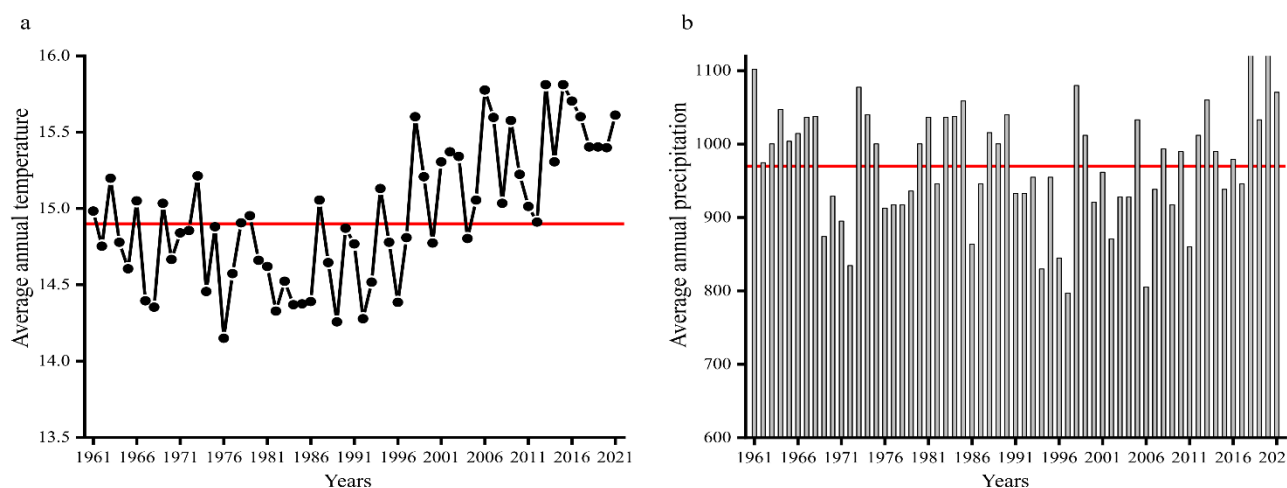 a
Average annual temperature
16.0
15.5
15.0
14.5
14.0
13.5
1961 1966 1971 1976 1981 1986 1991 1996 2001 2006 2011 2016 2021
Years
b
Average annual precipitation
1100
1000
900
800
700
600
1961 1966 1971 1976 1981 1986 1991 1996 2001 2006 2011 2016 202
Years